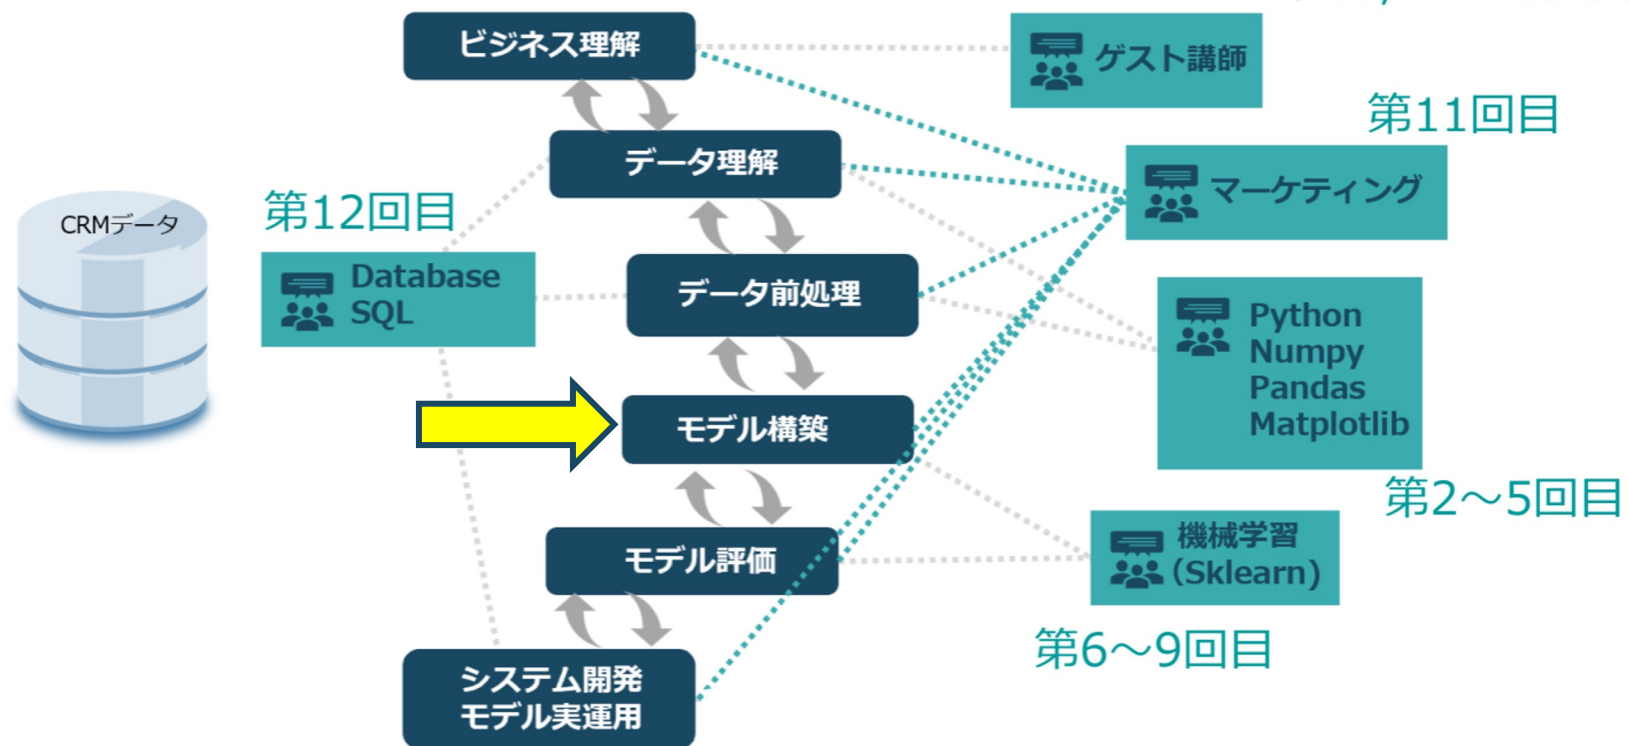 ビジネス理解
ゲスト講師
第11回目
データ理解
マーケティング
CRMデータ
第12回目
Database
SQL
データ前処理
Python
Numpy
Pandas
Matplotlib
モデル構築
第2～5回目
機械学習
(Sklearn)
モデル評価
第6～9回目
システム開発
モデル実運用